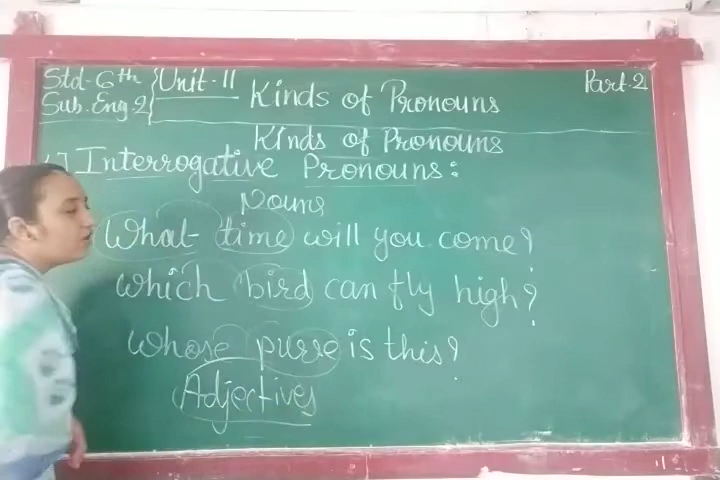 Std-6th { Unit-11 Kinds of Pronouns Part.2
Sub.Eng.2
Kinds of Pronouns
Interrogative Pronouns:
Nouns
What time will you come?
which bird can fly high?
whose purse is this?
Adjectives